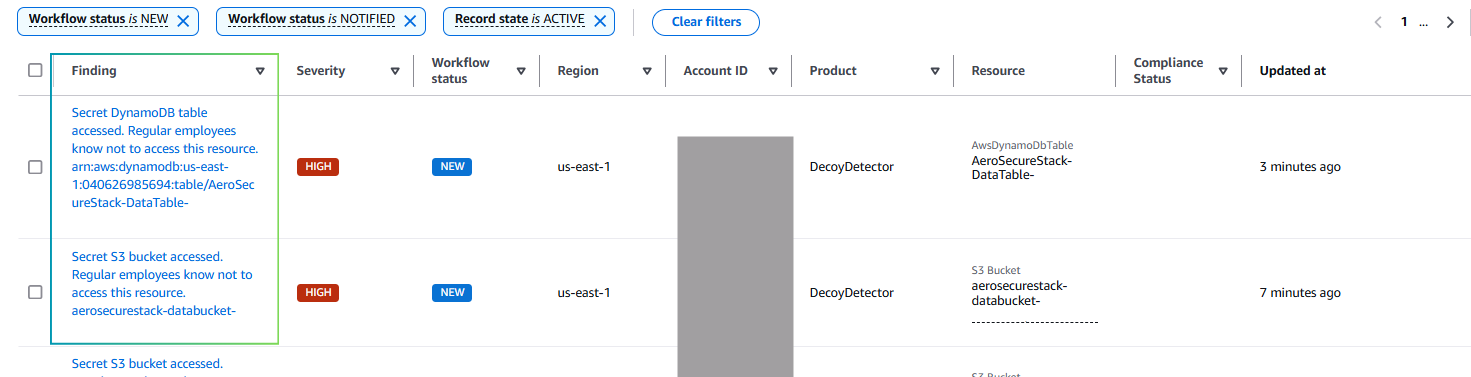 Workflow status is NEW
Workflow status is NOTIFIED
Record state is ACTIVE
Clear filters
1 ...
Finding
Severity
Workflow
status
Region
Account ID
Product
Resource
Compliance
Status
Updated at
Secret DynamoDB table
accessed. Regular employees
know not to access this resource.
arn:aws:dynamodb:us-east-
1:040626985694:table/AeroSec
ureStack-DataTable-
HIGH
NEW
us-east-1
DecoyDetector
AwsDynamoDbTable
AeroSecureStack-
DataTable-
3 minutes ago
Secret S3 bucket accessed.
Regular employees know not to
access this resource.
aerosecurestack-databucket-
HIGH
NEW
us-east-1
DecoyDetector
S3 Bucket
aerosecurestack-
databucket-
7 minutes ago
Secret S3 bucket accessed.
S3 Bucket